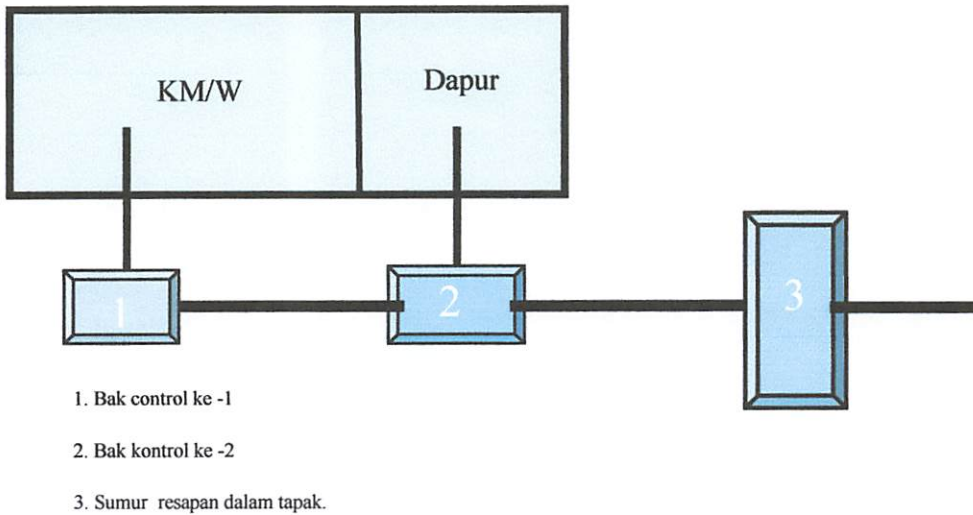 KM/W
Dapur
1
2
3
1. Bak control ke -1
2. Bak kontrol ke -2
3. Sumur resapan dalam tapak.